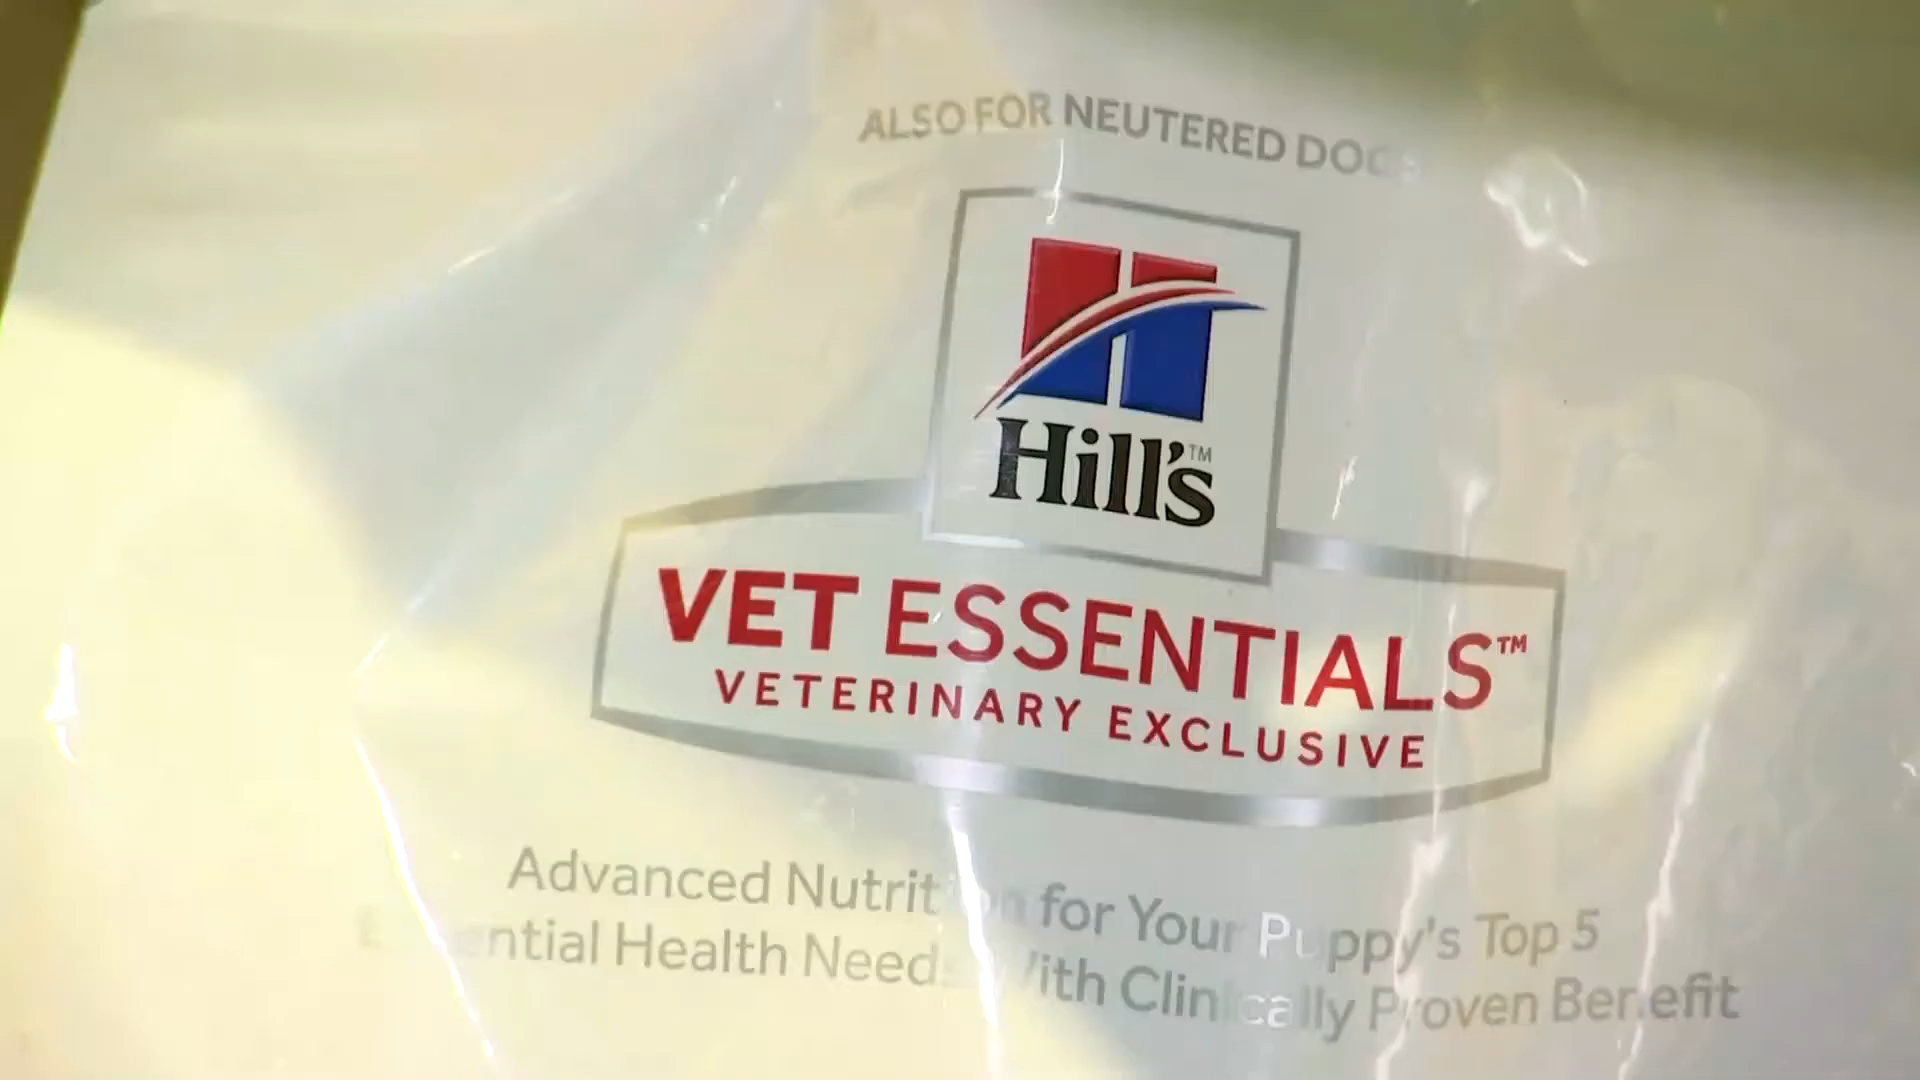 ALSO FOR NEUTERED DOGS
Hill's™
VET ESSENTIALS™
VETERINARY EXCLUSIVE
Advanced Nutrition for Your Puppy's Top 5
Essential Health Needs With Clinically Proven Benefit